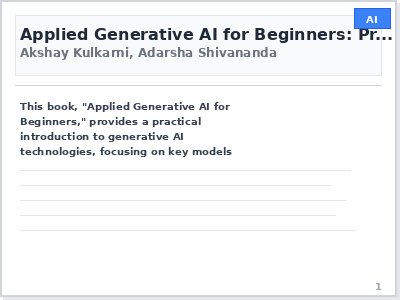 AI
Applied Generative AI for Beginners: Pr...
Akshay Kulkarni, Adarsha Shivananda
This book, "Applied Generative AI for
Beginners," provides a practical
introduction to generative AI
technologies, focusing on key models
1